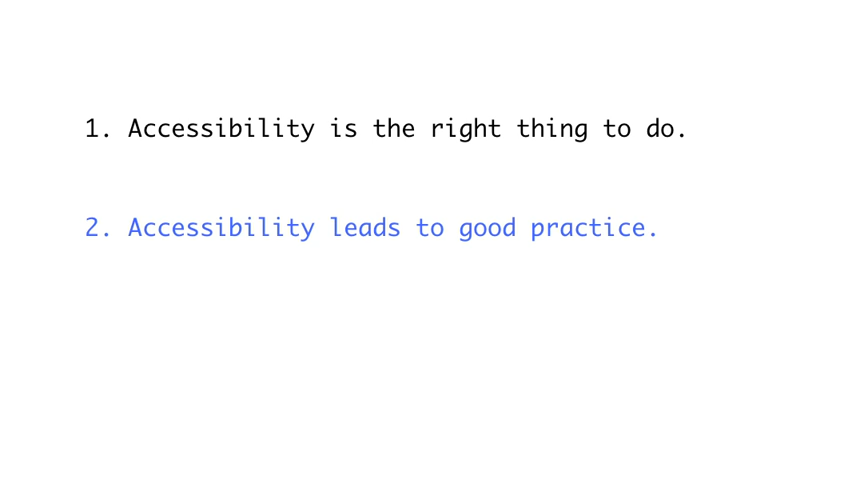 1. Accessibility is the right thing to do.
2. Accessibility leads to good practice.